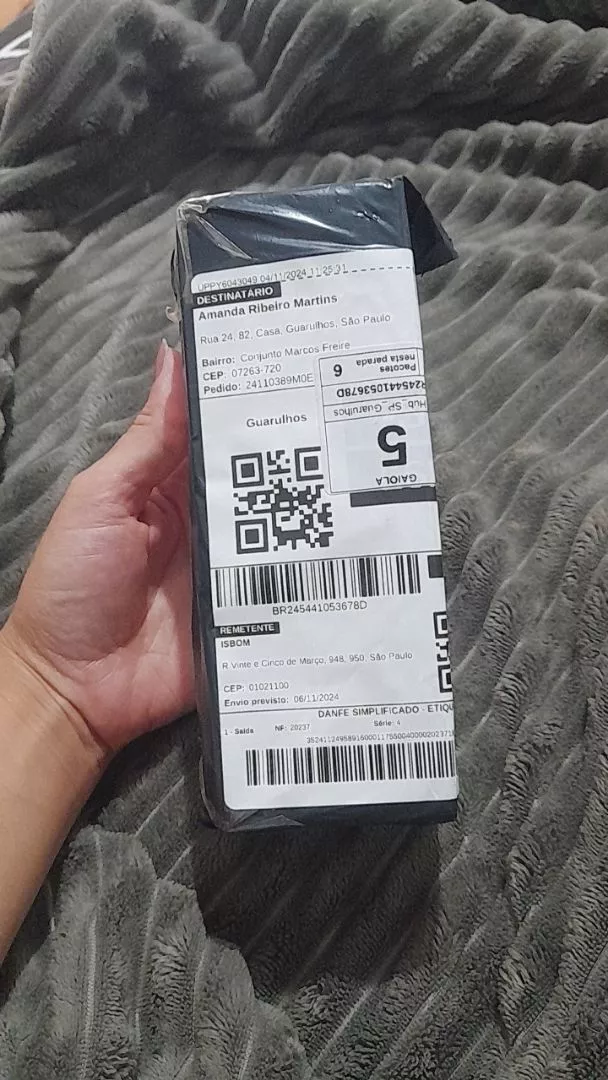 UPPY6043049 04/11/2024 11:25:31
DESTINATÁRIO
Amanda Ribeiro Martins
Rua 24, 82, Casa, Guarulhos, São Paulo
Bairro: Conjunto Marcos Freire
CEP: 07263-720
Pedido: 24110389M0E
Pacotes
nesta parada 6
R245441053678D
Hub_SP_Guarulhos
5
GAIOLA
Guarulhos
BR245441053678D
REMETENTE
ISBOM
R Vinte e Cinco de Março, 948, 950, São Paulo
CEP: 01021100
Envio previsto: 06/11/2024
DANFE SIMPLIFICADO - ETIQU
1 - Saída NF: 20237 Série: 4